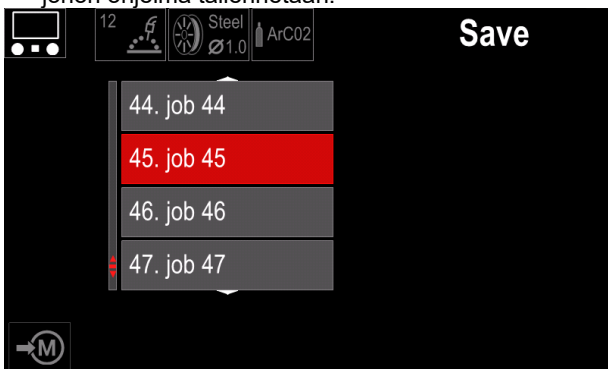 johon ohjelma tallennetaan.
12 Steel Ø1.0 ArC02 Save
44. job 44
45. job 45
46. job 46
47. job 47
M